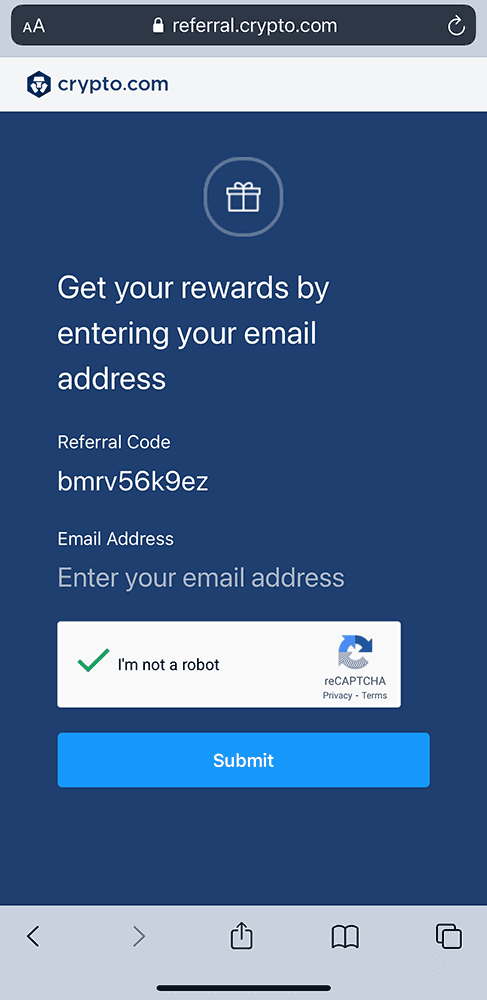 AA referral.crypto.com
crypto.com
Get your rewards by
entering your email
address
Referral Code
bmrv56k9ez
Email Address
Enter your email address
I'm not a robot
reCAPTCHA
Privacy - Terms
Submit